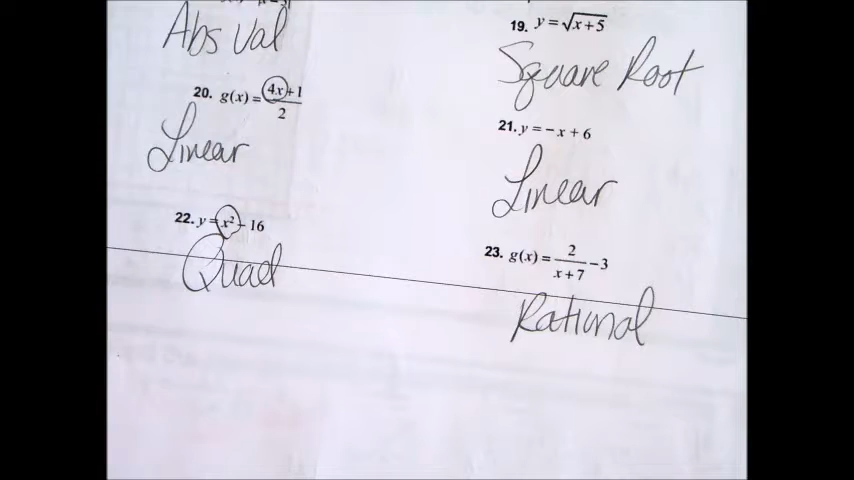 Abs Val
19. y = √x + 5
Square Root
20. g(x) = 4x + 1 / 2
Linear
21. y = − x + 6
Linear
22. y = x² − 16
Quad
23. g(x) = 2 / x + 7 − 3
Rational